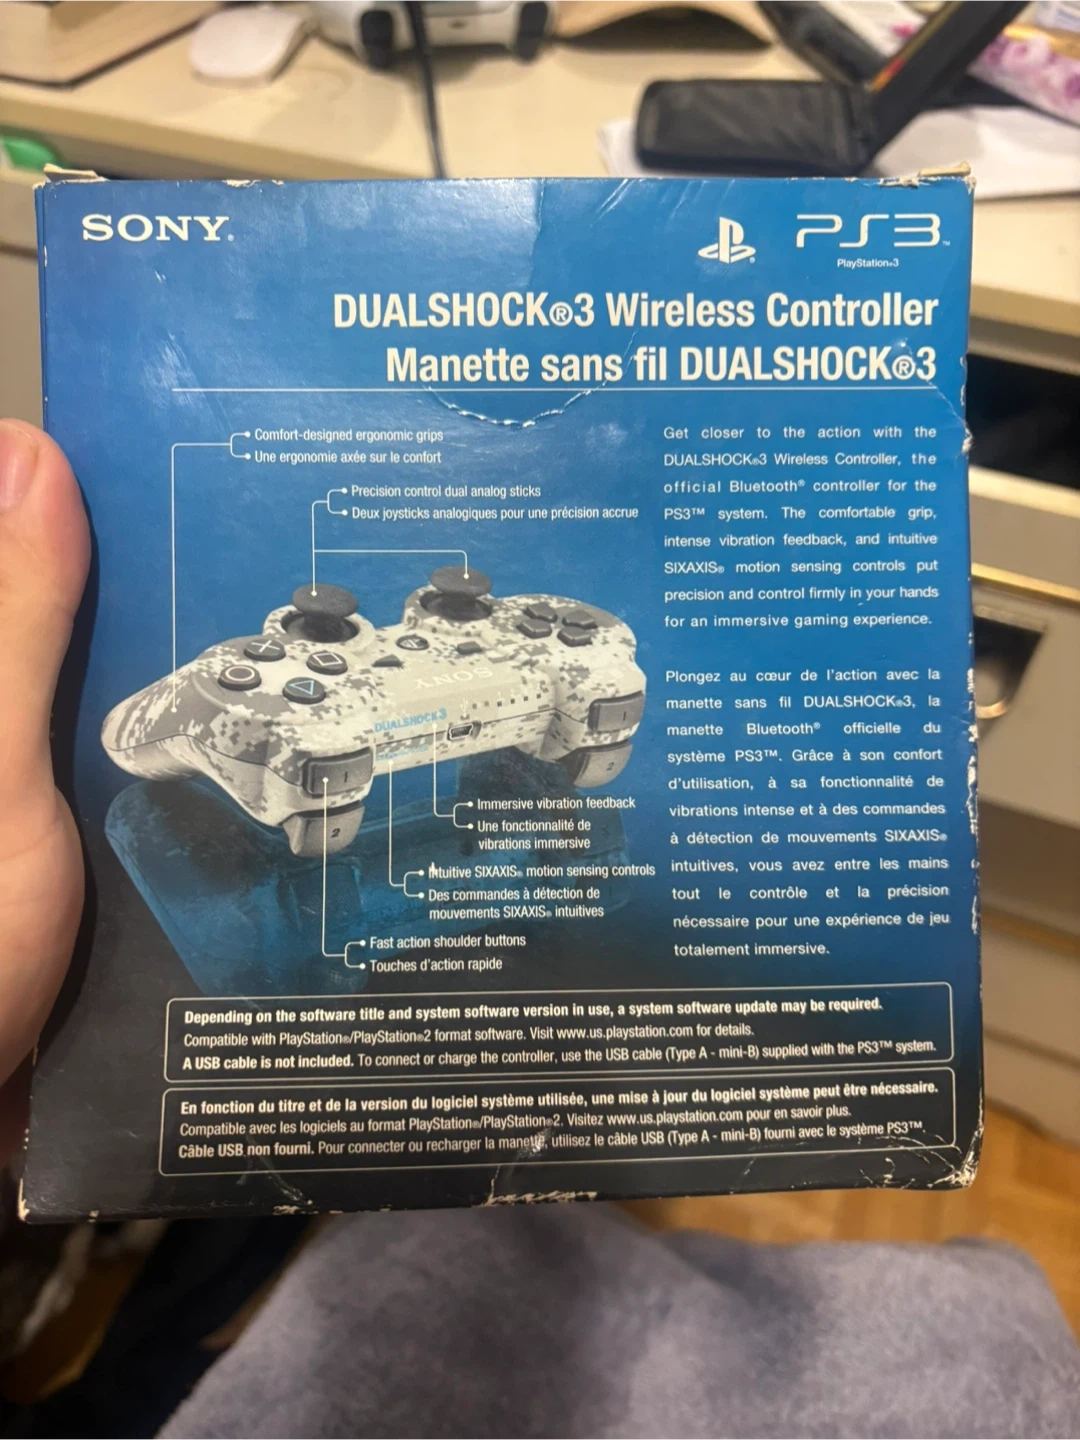 SONY®
PS3™
PlayStation®3
DUALSHOCK®3 Wireless Controller
Manette sans fil DUALSHOCK®3
Comfort-designed ergonomic grips
Une ergonomie axée sur le confort
Precision control dual analog sticks
Deux joysticks analogiques pour une précision accrue
SONY
DUALSHOCK3
1
2
1
2
Immersive vibration feedback
Une fonctionnalité de
vibrations immersive
Intuitive SIXAXIS® motion sensing controls
Des commandes à détection de
mouvements SIXAXIS® intuitives
Fast action shoulder buttons
Touches d'action rapide
Get closer to the action with the
DUALSHOCK®3 Wireless Controller, the
official Bluetooth® controller for the
PS3™ system. The comfortable grip,
intense vibration feedback, and intuitive
SIXAXIS® motion sensing controls put
precision and control firmly in your hands
for an immersive gaming experience.
Plongez au cœur de l'action avec la
manette sans fil DUALSHOCK®3, la
manette Bluetooth® officielle du
système PS3™. Grâce à son confort
d'utilisation, à sa fonctionnalité de
vibrations intense et à des commandes
à détection de mouvements SIXAXIS®
intuitives, vous avez entre les mains
tout le contrôle et la précision
nécessaire pour une expérience de jeu
totalement immersive.
Depending on the software title and system software version in use, a system software update may be required.
Compatible with PlayStation®/PlayStation®2 format software. Visit www.us.playstation.com for details.
A USB cable is not included. To connect or charge the controller, use the USB cable (Type A - mini-B) supplied with the PS3™ system.
En fonction du titre et de la version du logiciel système utilisée, une mise à jour du logiciel système peut être nécessaire.
Compatible avec les logiciels au format PlayStation®/PlayStation®2. Visitez www.us.playstation.com pour en savoir plus.
Câble USB non fourni. Pour connecter ou recharger la manette, utilisez le câble USB (Type A - mini-B) fourni avec le système PS3™.